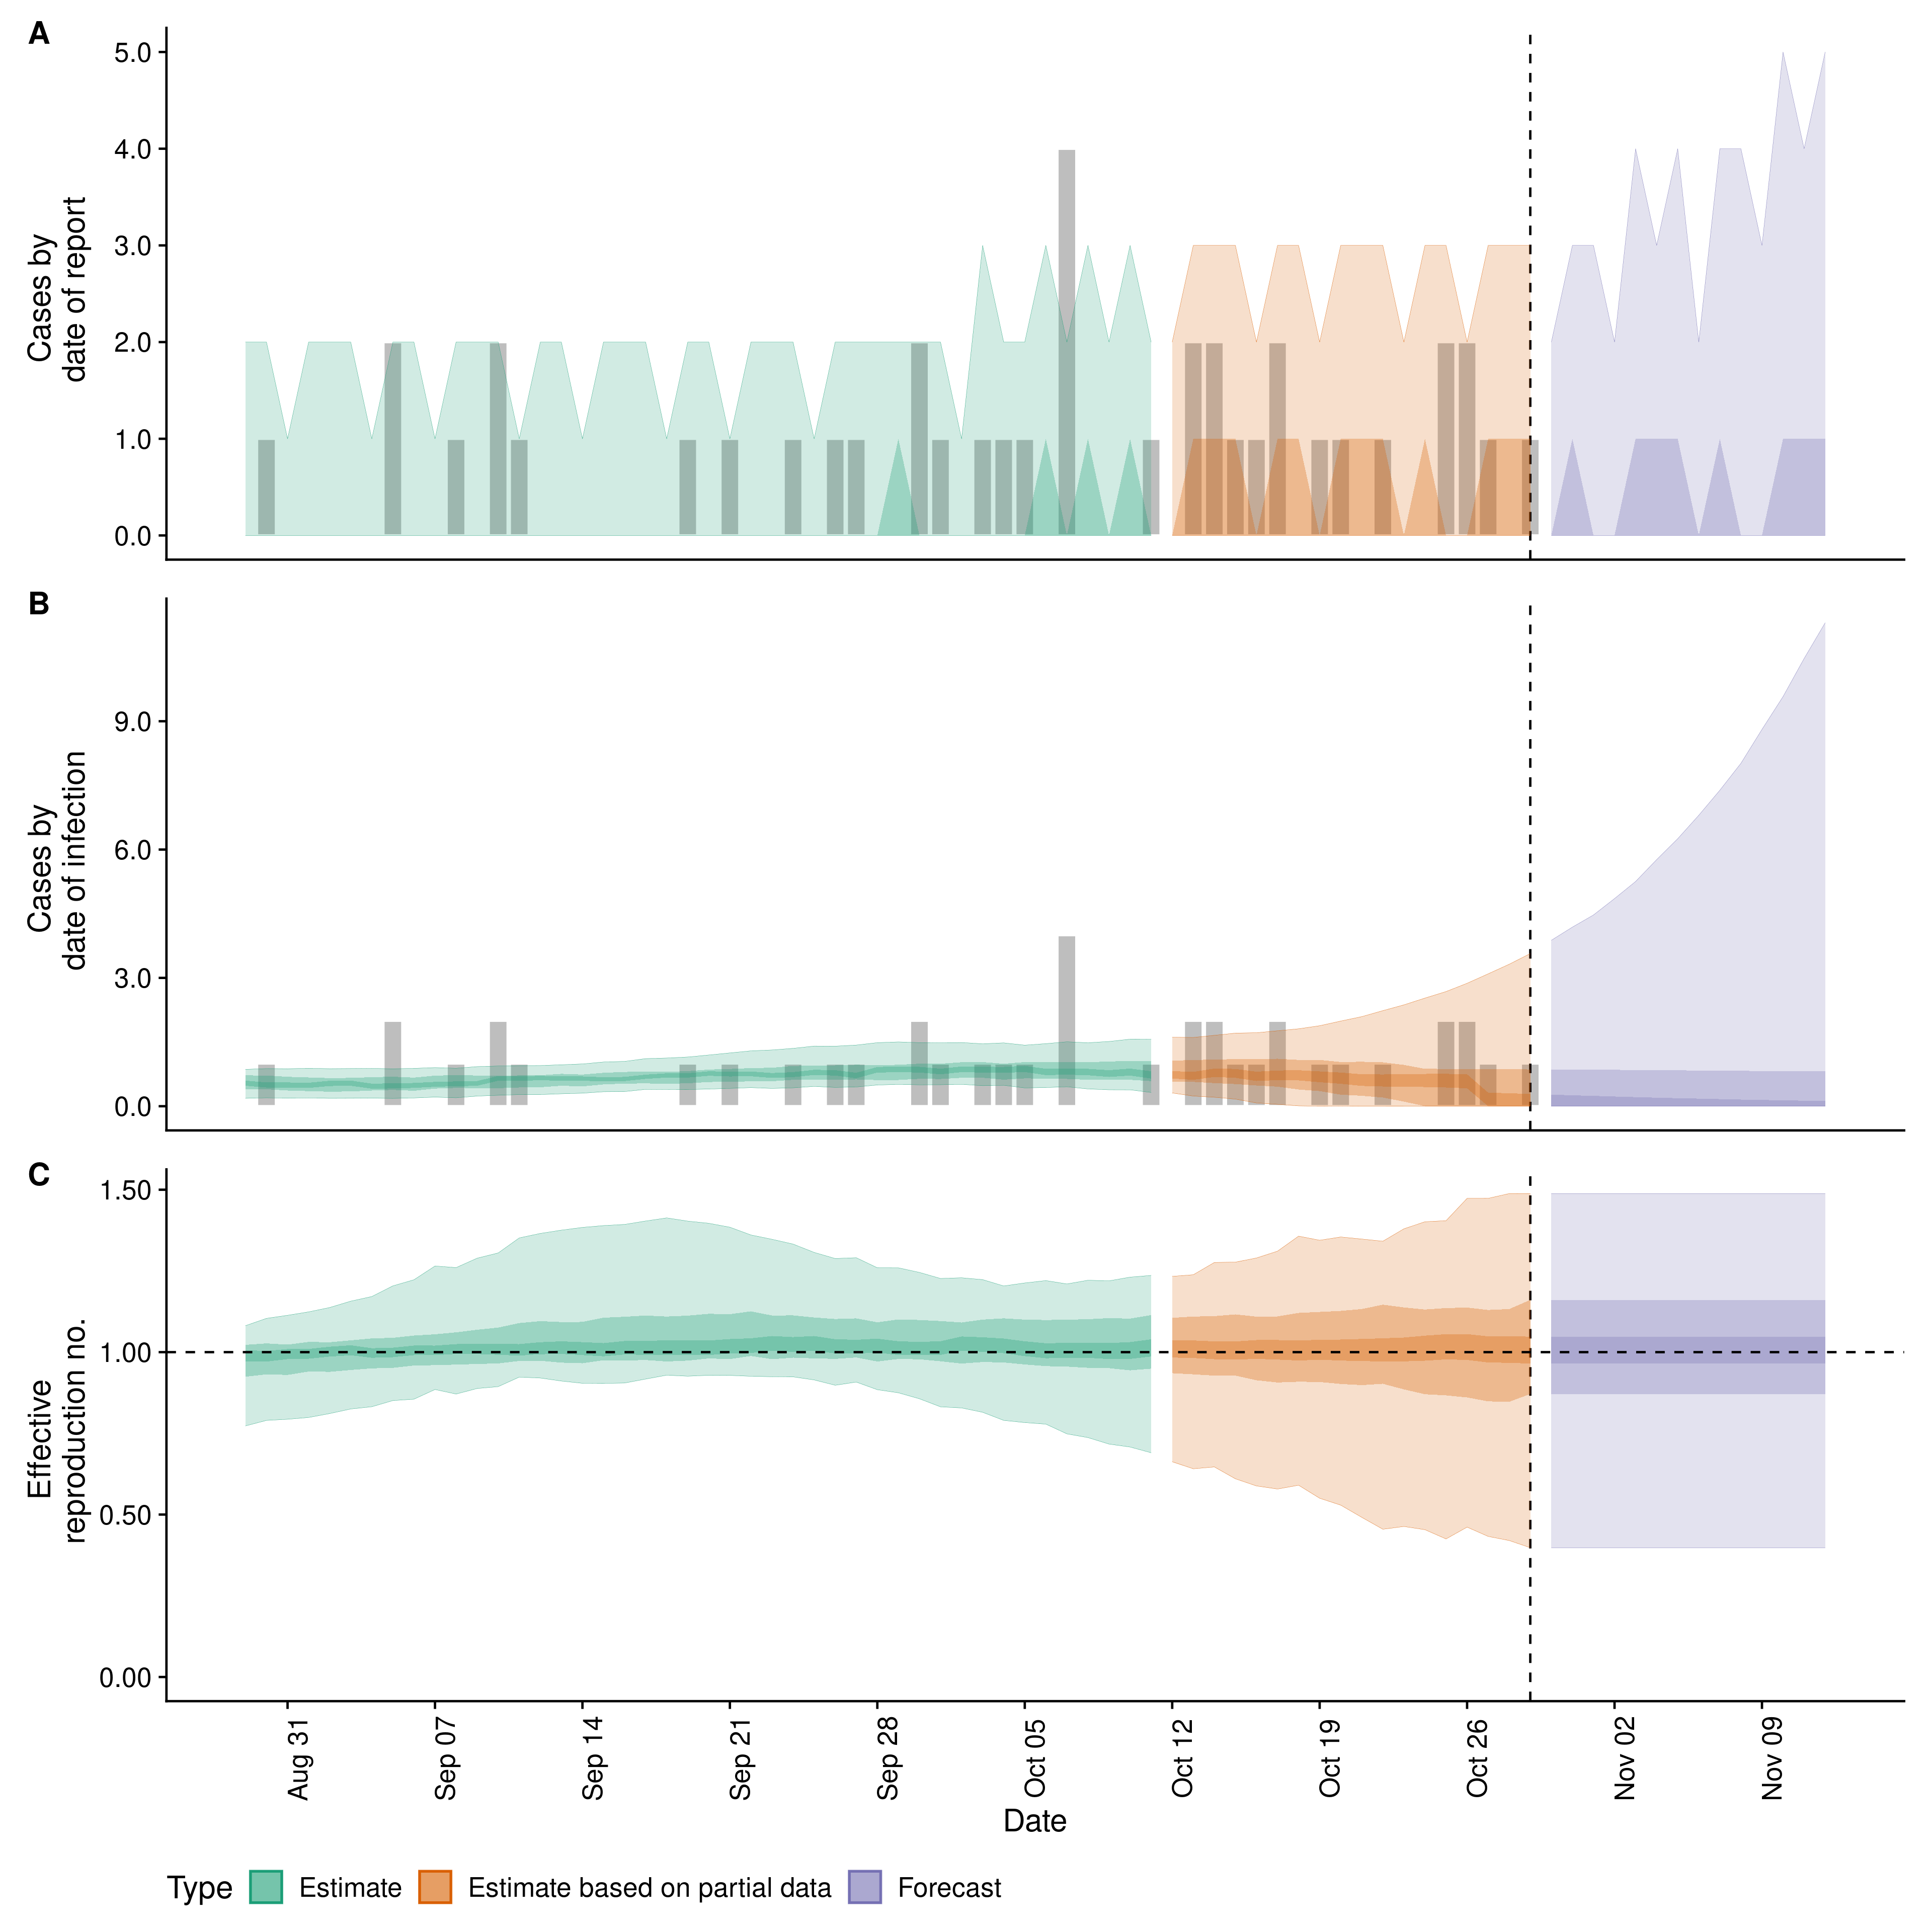 A
Cases by
date of report
5.0
4.0
3.0
2.0
1.0
0.0
B
Cases by
date of infection
9.0
6.0
3.0
0.0
C
Effective
reproduction no.
1.50
1.00
0.50
0.00
Aug 31
Sep 07
Sep 14
Sep 21
Sep 28
Oct 05
Oct 12
Oct 19
Oct 26
Nov 02
Nov 09
Date
Type Estimate Estimate based on partial data Forecast